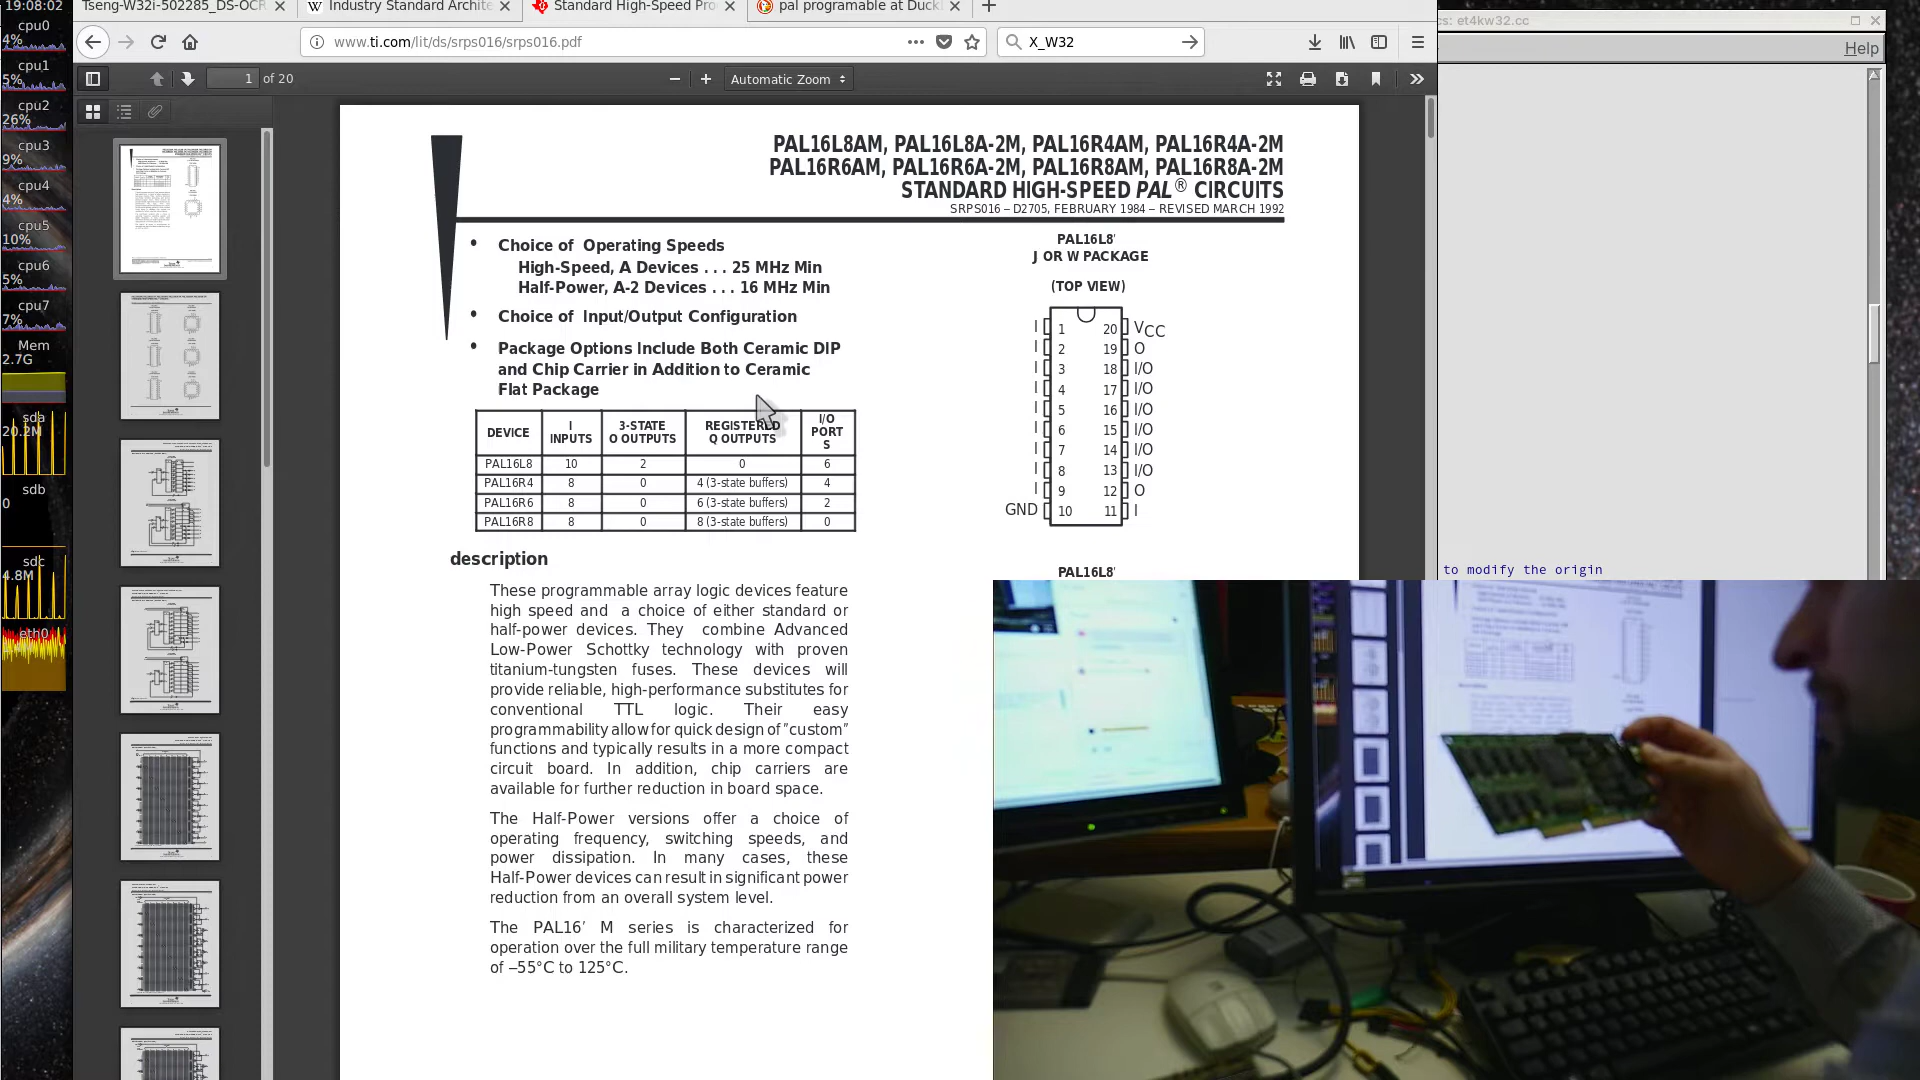 19:08:02
cpu0
4%
cpu1
5%
cpu2
26%
cpu3
9%
cpu4
4%
cpu5
10%
cpu6
5%
cpu7
7%
Mem
2.7G
sda
20.2M
sdb
0
sdc
4.8M
eth0
Tseng-W32i-502285_DS-OCR
Industry Standard Archite
Standard High-Speed Pro
pal programable at Duck
www.ti.com/lit/ds/srps016/srps016.pdf
X_W32
1 of 20
Automatic Zoom
cs: et4kw32.cc
Help
PAL16L8AM, PAL16L8A-2M, PAL16R4AM, PAL16R4A-2M
PAL16R6AM, PAL16R6A-2M, PAL16R8AM, PAL16R8A-2M
STANDARD HIGH-SPEED PAL® CIRCUITS
SRPS016 – D2705, FEBRUARY 1984 – REVISED MARCH 1992
• Choice of Operating Speeds
High-Speed, A Devices . . . 25 MHz Min
Half-Power, A-2 Devices . . . 16 MHz Min
• Choice of Input/Output Configuration
• Package Options Include Both Ceramic DIP
and Chip Carrier in Addition to Ceramic
Flat Package
DEVICE I INPUTS 3-STATE O OUTPUTS REGISTERED Q OUTPUTS I/O PORT S
PAL16L8 10 2 0 6
PAL16R4 8 0 4 (3-state buffers) 4
PAL16R6 8 0 6 (3-state buffers) 2
PAL16R8 8 0 8 (3-state buffers) 0
description
These programmable array logic devices feature
high speed and a choice of either standard or
half-power devices. They combine Advanced
Low-Power Schottky technology with proven
titanium-tungsten fuses. These devices will
provide reliable, high-performance substitutes for
conventional TTL logic. Their easy
programmability allow for quick design of "custom"
functions and typically results in a more compact
circuit board. In addition, chip carriers are
available for further reduction in board space.
The Half-Power versions offer a choice of
operating frequency, switching speeds, and
power dissipation. In many cases, these
Half-Power devices can result in significant power
reduction from an overall system level.
The PAL16′ M series is characterized for
operation over the full military temperature range
of –55°C to 125°C.
PAL16L8′
J OR W PACKAGE
(TOP VIEW)
I 1 20 VCC
I 2 19 O
I 3 18 I/O
I 4 17 I/O
I 5 16 I/O
I 6 15 I/O
I 7 14 I/O
I 8 13 I/O
I 9 12 O
GND 10 11 I
PAL16L8′
to modify the origin